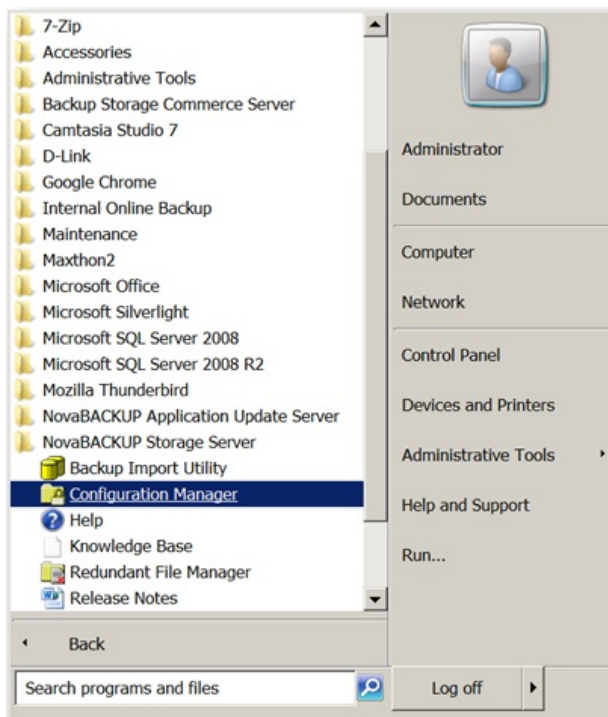 7-Zip
Accessories
Administrative Tools
Backup Storage Commerce Server
Camtasia Studio 7
D-Link
Google Chrome
Internal Online Backup
Maintenance
Maxthon2
Microsoft Office
Microsoft Silverlight
Microsoft SQL Server 2008
Microsoft SQL Server 2008 R2
Mozilla Thunderbird
NovaBACKUP Application Update Server
NovaBACKUP Storage Server
Backup Import Utility
Configuration Manager
Help
Knowledge Base
Redundant File Manager
Release Notes
Back
Search programs and files
Administrator
Documents
Computer
Network
Control Panel
Devices and Printers
Administrative Tools
Help and Support
Run...
Log off